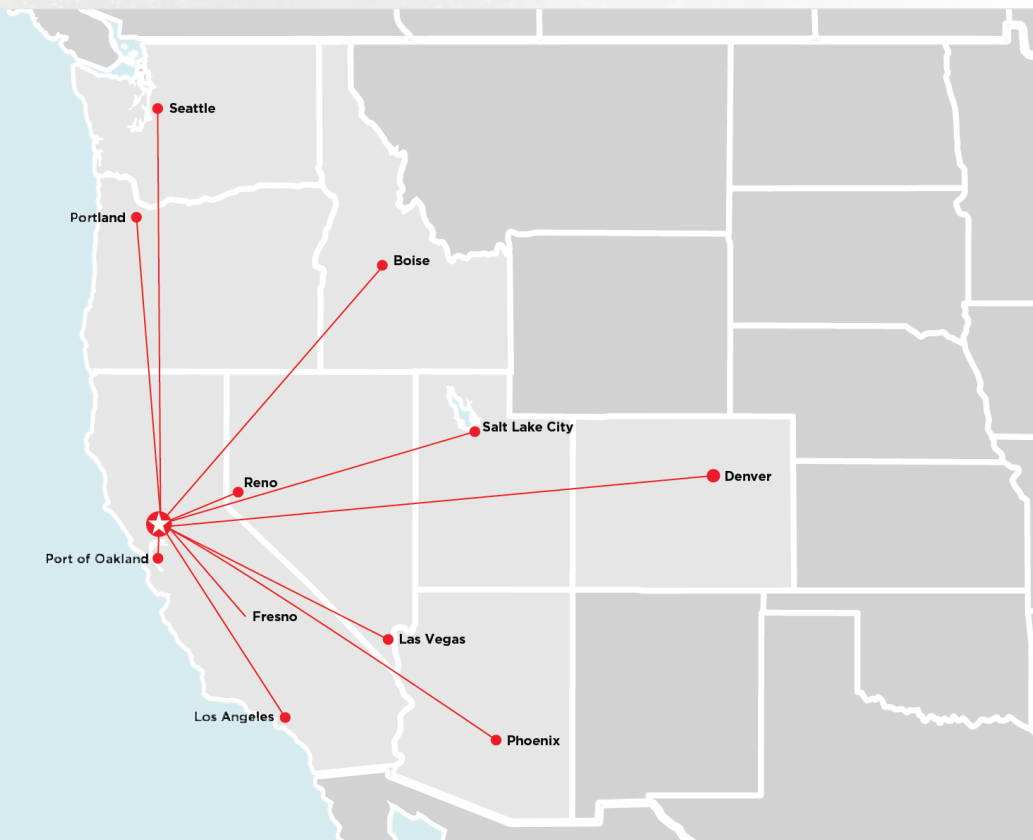 Seattle
Portland
Boise
Salt Lake City
Denver
Reno
Port of Oakland
Fresno
Las Vegas
Los Angeles
Phoenix